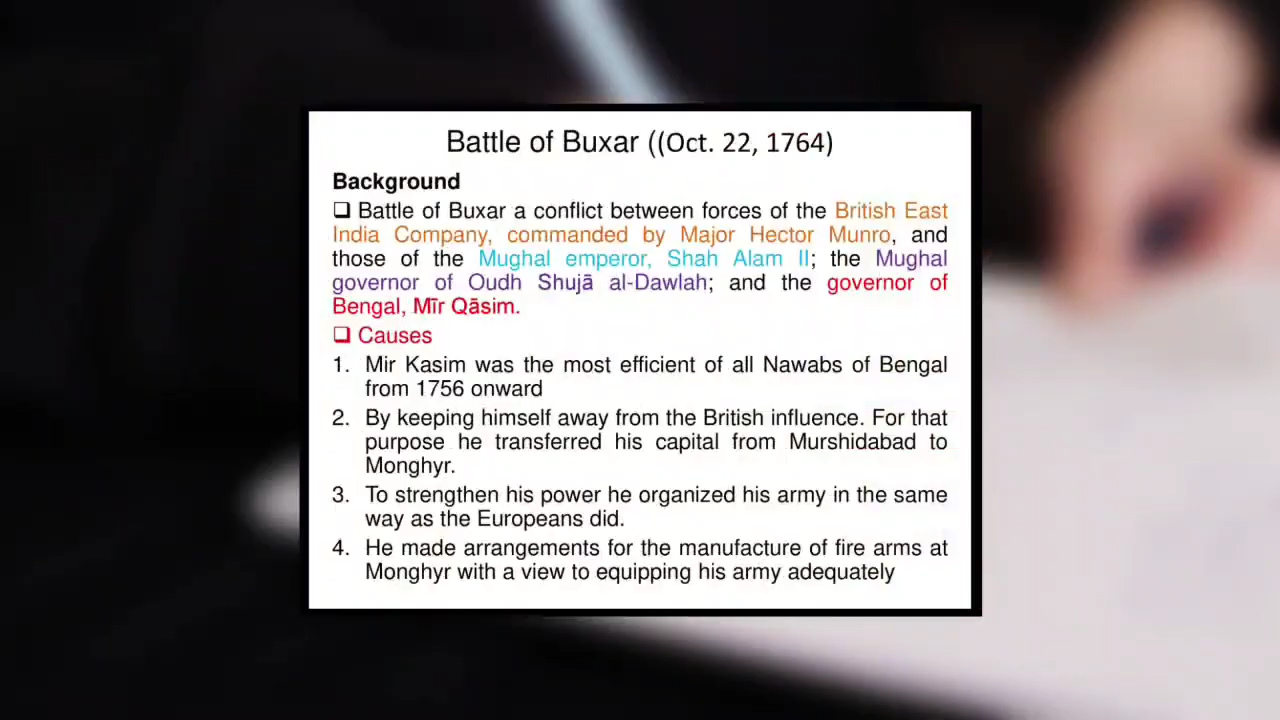 Battle of Buxar ((Oct. 22, 1764)
Background
❑ Battle of Buxar a conflict between forces of the British East
India Company, commanded by Major Hector Munro, and
those of the Mughal emperor, Shah Alam II; the Mughal
governor of Oudh Shujā al-Dawlah; and the governor of
Bengal, Mīr Qāsim.
❑ Causes
1. Mir Kasim was the most efficient of all Nawabs of Bengal
from 1756 onward
2. By keeping himself away from the British influence. For that
purpose he transferred his capital from Murshidabad to
Monghyr.
3. To strengthen his power he organized his army in the same
way as the Europeans did.
4. He made arrangements for the manufacture of fire arms at
Monghyr with a view to equipping his army adequately